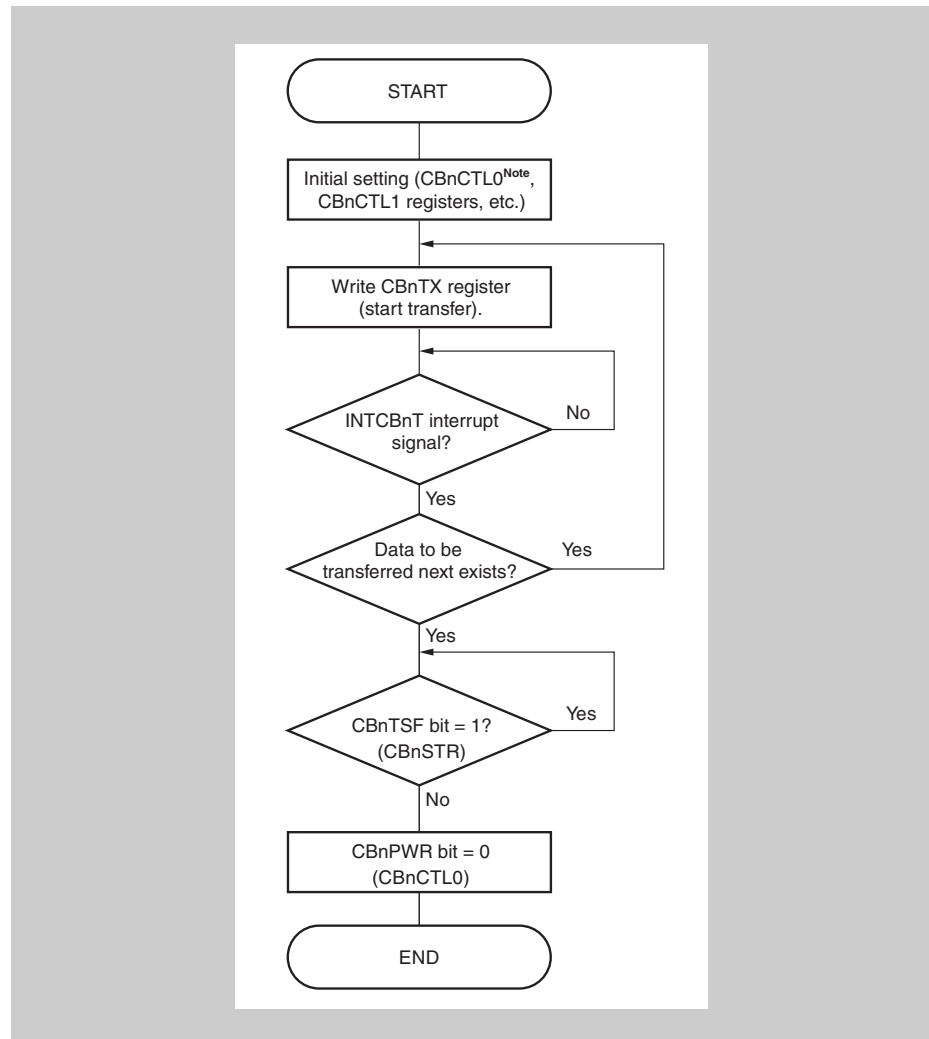 START
Initial setting (CBnCTL0Note,
CBnCTL1 registers, etc.)
Write CBnTX register
(start transfer).
INTCBnT interrupt
signal?
No
Yes
Data to be
transferred next exists?
Yes
Yes
CBnTSF bit = 1?
(CBnSTR)
Yes
No
CBnPWR bit = 0
(CBnCTL0)
END